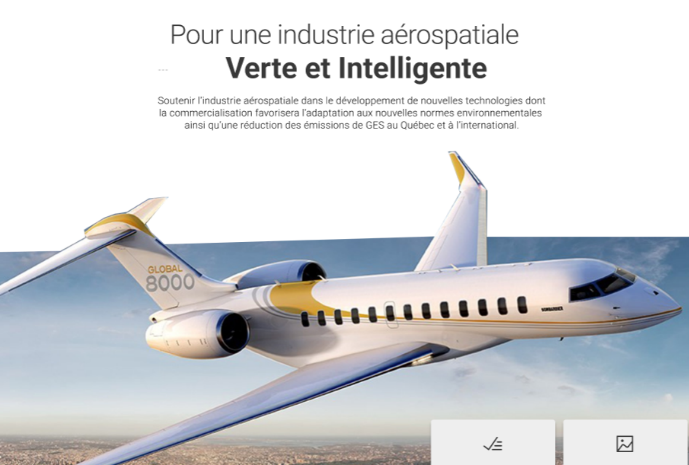 Pour une industrie aérospatiale
Verte et Intelligente
Soutenir l'industrie aérospatiale dans le développement de nouvelles technologies dont
la commercialisation favorisera l'adaptation aux nouvelles normes environnementales
ainsi qu'une réduction des émissions de GES au Québec et à l'international.
GLOBAL
8000
BOMBARDIER